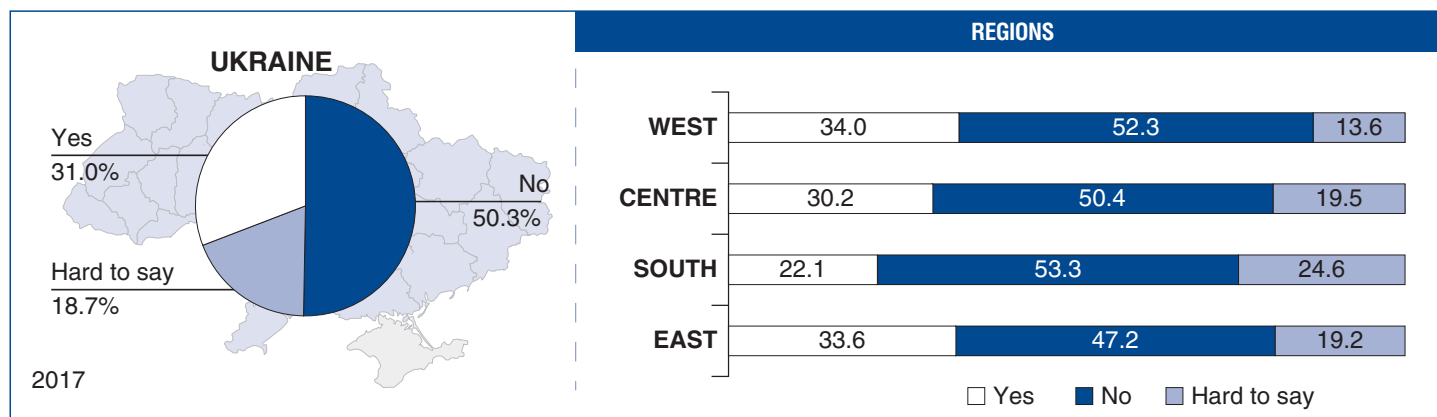 UKRAINE
Yes
31.0%
No
50.3%
Hard to say
18.7%
2017
REGIONS
WEST 34.0 52.3 13.6
CENTRE 30.2 50.4 19.5
SOUTH 22.1 53.3 24.6
EAST 33.6 47.2 19.2
Yes No Hard to say